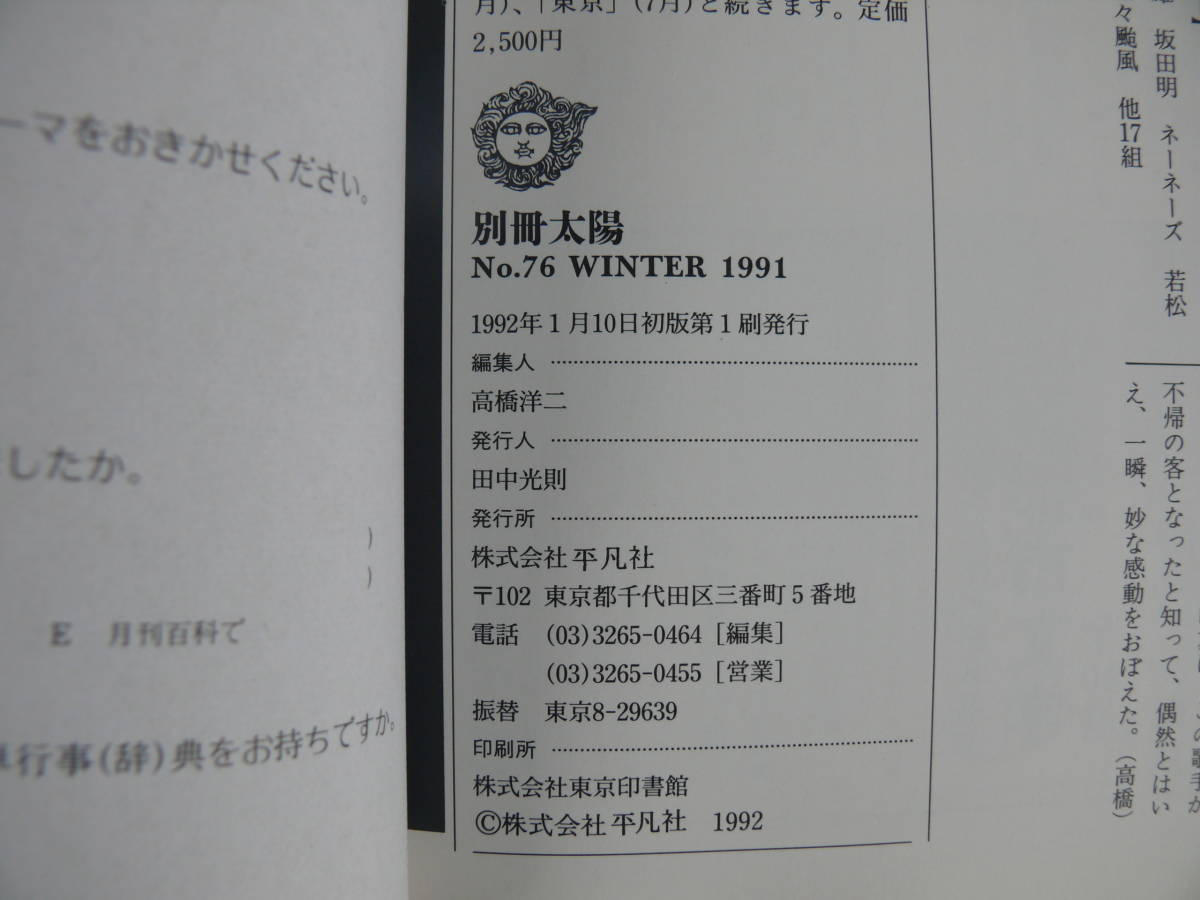 ーマをおきかせください。
したか。
)
)
E 月刊百科で
行事(辞)典をお持ちですか。
月)、「東京」(7月)と続きます。定価
2,500円
別冊太陽
No.76 WINTER 1991
1992年1月10日初版第1刷発行
編集人
高橋洋二
発行人
田中光則
発行所
株式会社平凡社
〒102 東京都千代田区三番町5番地
電話 (03)3265-0464[編集]
(03)3265-0455[営業]
振替 東京8-29639
印刷所
株式会社東京印書館
©株式会社平凡社 1992
坂田明 ネーネーズ 若松
々颱風 他17組
の歌手が
不帰の客となったと知って、偶然とはい
え、一瞬、妙な感動をおぼえた。(高橋)